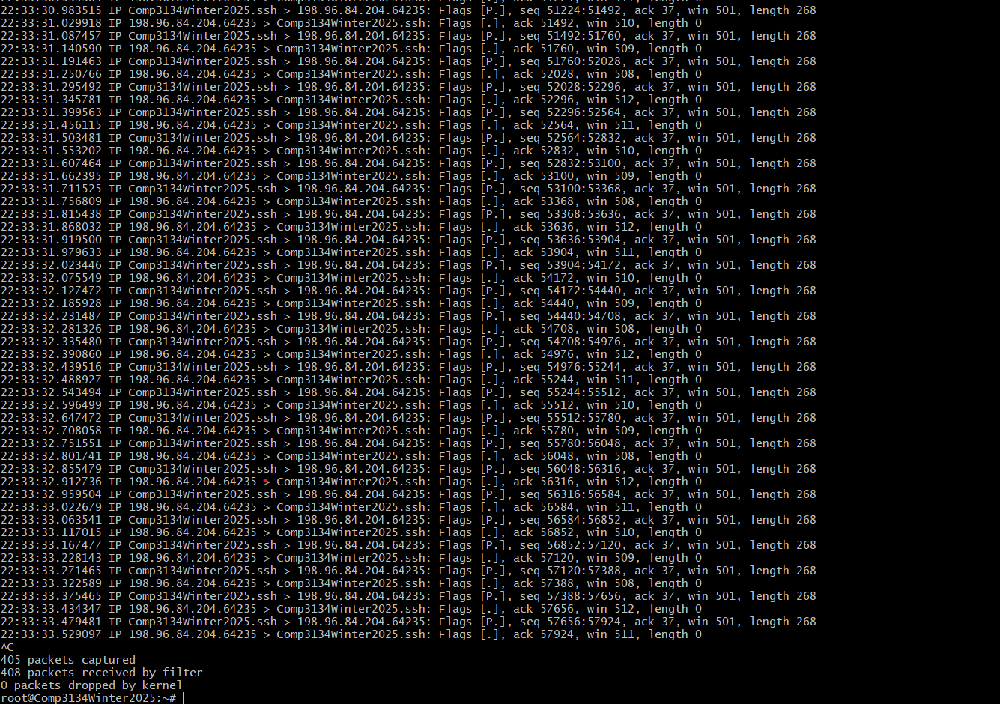 22:33:30.983515 IP Comp3134Winter2025.ssh > 198.96.84.204.64235: Flags [P.], seq 51224:51492, ack 37, win 501, length 268
22:33:31.029918 IP 198.96.84.204.64235 > Comp3134Winter2025.ssh: Flags [.], ack 51492, win 510, length 0
22:33:31.087457 IP Comp3134Winter2025.ssh > 198.96.84.204.64235: Flags [P.], seq 51492:51760, ack 37, win 501, length 268
22:33:31.140590 IP 198.96.84.204.64235 > Comp3134Winter2025.ssh: Flags [.], ack 51760, win 509, length 0
22:33:31.191463 IP Comp3134Winter2025.ssh > 198.96.84.204.64235: Flags [P.], seq 51760:52028, ack 37, win 501, length 268
22:33:31.250766 IP 198.96.84.204.64235 > Comp3134Winter2025.ssh: Flags [.], ack 52028, win 508, length 0
22:33:31.295492 IP Comp3134Winter2025.ssh > 198.96.84.204.64235: Flags [P.], seq 52028:52296, ack 37, win 501, length 268
22:33:31.345781 IP 198.96.84.204.64235 > Comp3134Winter2025.ssh: Flags [.], ack 52296, win 512, length 0
22:33:31.399563 IP Comp3134Winter2025.ssh > 198.96.84.204.64235: Flags [P.], seq 52296:52564, ack 37, win 501, length 268
22:33:31.456115 IP 198.96.84.204.64235 > Comp3134Winter2025.ssh: Flags [.], ack 52564, win 511, length 0
22:33:31.503481 IP Comp3134Winter2025.ssh > 198.96.84.204.64235: Flags [P.], seq 52564:52832, ack 37, win 501, length 268
22:33:31.553202 IP 198.96.84.204.64235 > Comp3134Winter2025.ssh: Flags [.], ack 52832, win 510, length 0
22:33:31.607464 IP Comp3134Winter2025.ssh > 198.96.84.204.64235: Flags [P.], seq 52832:53100, ack 37, win 501, length 268
22:33:31.662395 IP 198.96.84.204.64235 > Comp3134Winter2025.ssh: Flags [.], ack 53100, win 509, length 0
22:33:31.711525 IP Comp3134Winter2025.ssh > 198.96.84.204.64235: Flags [P.], seq 53100:53368, ack 37, win 501, length 268
22:33:31.756809 IP 198.96.84.204.64235 > Comp3134Winter2025.ssh: Flags [.], ack 53368, win 508, length 0
22:33:31.815438 IP Comp3134Winter2025.ssh > 198.96.84.204.64235: Flags [P.], seq 53368:53636, ack 37, win 501, length 268
22:33:31.868032 IP 198.96.84.204.64235 > Comp3134Winter2025.ssh: Flags [.], ack 53636, win 512, length 0
22:33:31.919500 IP Comp3134Winter2025.ssh > 198.96.84.204.64235: Flags [P.], seq 53636:53904, ack 37, win 501, length 268
22:33:31.979633 IP 198.96.84.204.64235 > Comp3134Winter2025.ssh: Flags [.], ack 53904, win 511, length 0
22:33:32.023446 IP Comp3134Winter2025.ssh > 198.96.84.204.64235: Flags [P.], seq 53904:54172, ack 37, win 501, length 268
22:33:32.075549 IP 198.96.84.204.64235 > Comp3134Winter2025.ssh: Flags [.], ack 54172, win 510, length 0
22:33:32.127472 IP Comp3134Winter2025.ssh > 198.96.84.204.64235: Flags [P.], seq 54172:54440, ack 37, win 501, length 268
22:33:32.185928 IP 198.96.84.204.64235 > Comp3134Winter2025.ssh: Flags [.], ack 54440, win 509, length 0
22:33:32.231487 IP Comp3134Winter2025.ssh > 198.96.84.204.64235: Flags [P.], seq 54440:54708, ack 37, win 501, length 268
22:33:32.281326 IP 198.96.84.204.64235 > Comp3134Winter2025.ssh: Flags [.], ack 54708, win 508, length 0
22:33:32.335480 IP Comp3134Winter2025.ssh > 198.96.84.204.64235: Flags [P.], seq 54708:54976, ack 37, win 501, length 268
22:33:32.390860 IP 198.96.84.204.64235 > Comp3134Winter2025.ssh: Flags [.], ack 54976, win 512, length 0
22:33:32.439516 IP Comp3134Winter2025.ssh > 198.96.84.204.64235: Flags [P.], seq 54976:55244, ack 37, win 501, length 268
22:33:32.488927 IP 198.96.84.204.64235 > Comp3134Winter2025.ssh: Flags [.], ack 55244, win 511, length 0
22:33:32.543494 IP Comp3134Winter2025.ssh > 198.96.84.204.64235: Flags [P.], seq 55244:55512, ack 37, win 501, length 268
22:33:32.596499 IP 198.96.84.204.64235 > Comp3134Winter2025.ssh: Flags [.], ack 55512, win 510, length 0
22:33:32.647472 IP Comp3134Winter2025.ssh > 198.96.84.204.64235: Flags [P.], seq 55512:55780, ack 37, win 501, length 268
22:33:32.708058 IP 198.96.84.204.64235 > Comp3134Winter2025.ssh: Flags [.], ack 55780, win 509, length 0
22:33:32.751551 IP Comp3134Winter2025.ssh > 198.96.84.204.64235: Flags [P.], seq 55780:56048, ack 37, win 501, length 268
22:33:32.801741 IP 198.96.84.204.64235 > Comp3134Winter2025.ssh: Flags [.], ack 56048, win 508, length 0
22:33:32.855479 IP Comp3134Winter2025.ssh > 198.96.84.204.64235: Flags [P.], seq 56048:56316, ack 37, win 501, length 268
22:33:32.912736 IP 198.96.84.204.64235 > Comp3134Winter2025.ssh: Flags [.], ack 56316, win 512, length 0
22:33:32.959504 IP Comp3134Winter2025.ssh > 198.96.84.204.64235: Flags [P.], seq 56316:56584, ack 37, win 501, length 268
22:33:33.022679 IP 198.96.84.204.64235 > Comp3134Winter2025.ssh: Flags [.], ack 56584, win 511, length 0
22:33:33.063541 IP Comp3134Winter2025.ssh > 198.96.84.204.64235: Flags [P.], seq 56584:56852, ack 37, win 501, length 268
22:33:33.117015 IP 198.96.84.204.64235 > Comp3134Winter2025.ssh: Flags [.], ack 56852, win 510, length 0
22:33:33.167477 IP Comp3134Winter2025.ssh > 198.96.84.204.64235: Flags [P.], seq 56852:57120, ack 37, win 501, length 268
22:33:33.228143 IP 198.96.84.204.64235 > Comp3134Winter2025.ssh: Flags [.], ack 57120, win 509, length 0
22:33:33.271465 IP Comp3134Winter2025.ssh > 198.96.84.204.64235: Flags [P.], seq 57120:57388, ack 37, win 501, length 268
22:33:33.322589 IP 198.96.84.204.64235 > Comp3134Winter2025.ssh: Flags [.], ack 57388, win 508, length 0
22:33:33.375465 IP Comp3134Winter2025.ssh > 198.96.84.204.64235: Flags [P.], seq 57388:57656, ack 37, win 501, length 268
22:33:33.434347 IP 198.96.84.204.64235 > Comp3134Winter2025.ssh: Flags [.], ack 57656, win 512, length 0
22:33:33.479481 IP Comp3134Winter2025.ssh > 198.96.84.204.64235: Flags [P.], seq 57656:57924, ack 37, win 501, length 268
22:33:33.529097 IP 198.96.84.204.64235 > Comp3134Winter2025.ssh: Flags [.], ack 57924, win 511, length 0
^C
405 packets captured
408 packets received by filter
0 packets dropped by kernel
root@Comp3134Winter2025:~#